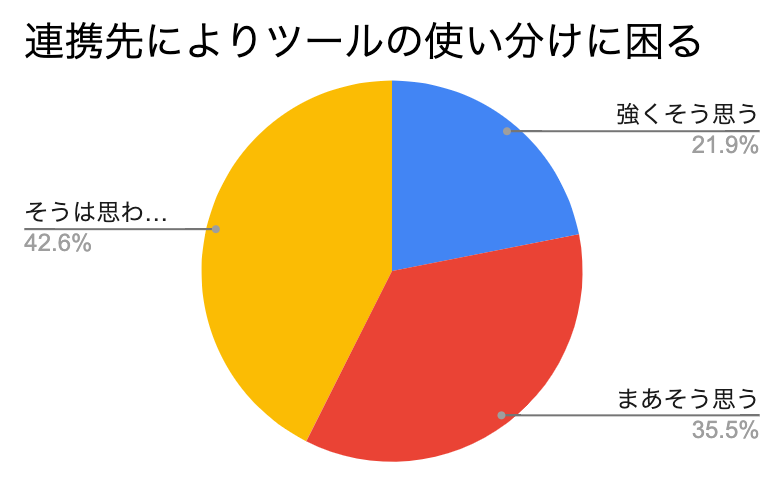 連携先によりツールの使い分けに困る
強くそう思う
21.9%
そうは思わ…
42.6%
まあそう思う
35.5%